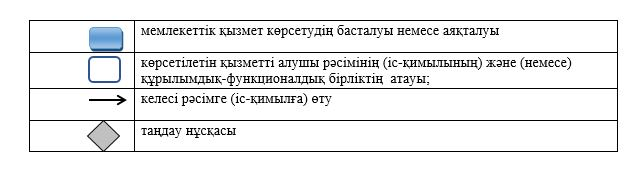 мемлекеттік қызмет көрсетудің басталуы немесе аяқталуы
көрсетілетін қызметті алушы рәсімінің (іс-қимылының) және (немесе)
құрылымдық-функционалдық бірліктің атауы;
келесі рәсімге (іс-қимылға) өту
таңдау нұсқасы